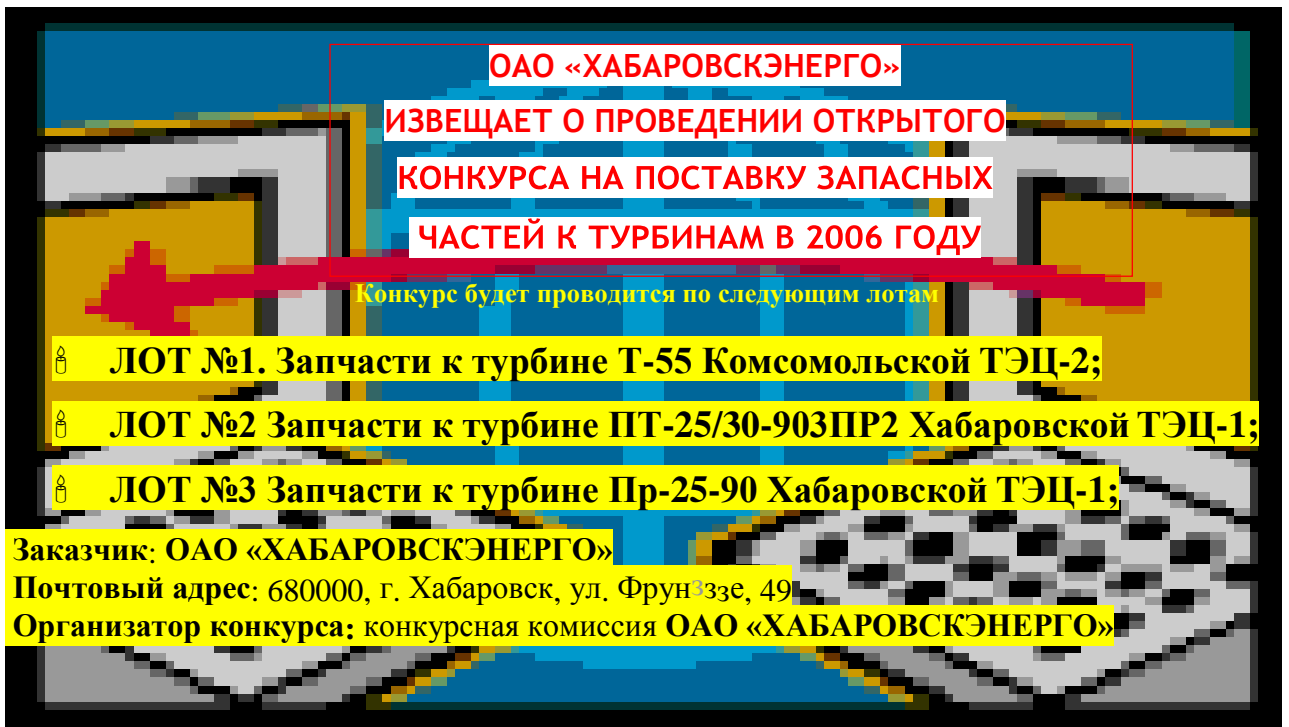 ОАО «ХАБАРОВСКЭНЕРГО»
ИЗВЕЩАЕТ О ПРОВЕДЕНИИ ОТКРЫТОГО
КОНКУРСА НА ПОСТАВКУ ЗАПАСНЫХ
ЧАСТЕЙ К ТУРБИНАМ В 2006 ГОДУ
Конкурс будет проводится по следующим лотам
ЛОТ №1. Запчасти к турбине Т-55 Комсомольской ТЭЦ-2;
ЛОТ №2 Запчасти к турбине ПТ-25/30-903ПР2 Хабаровской ТЭЦ-1;
ЛОТ №3 Запчасти к турбине Пр-25-90 Хабаровской ТЭЦ-1;
Заказчик: ОАО «ХАБАРОВСКЭНЕРГО»
Почтовый адрес: 680000, г. Хабаровск, ул. Фрунззе, 49
Организатор конкурса: конкурсная комиссия ОАО «ХАБАРОВСКЭНЕРГО»